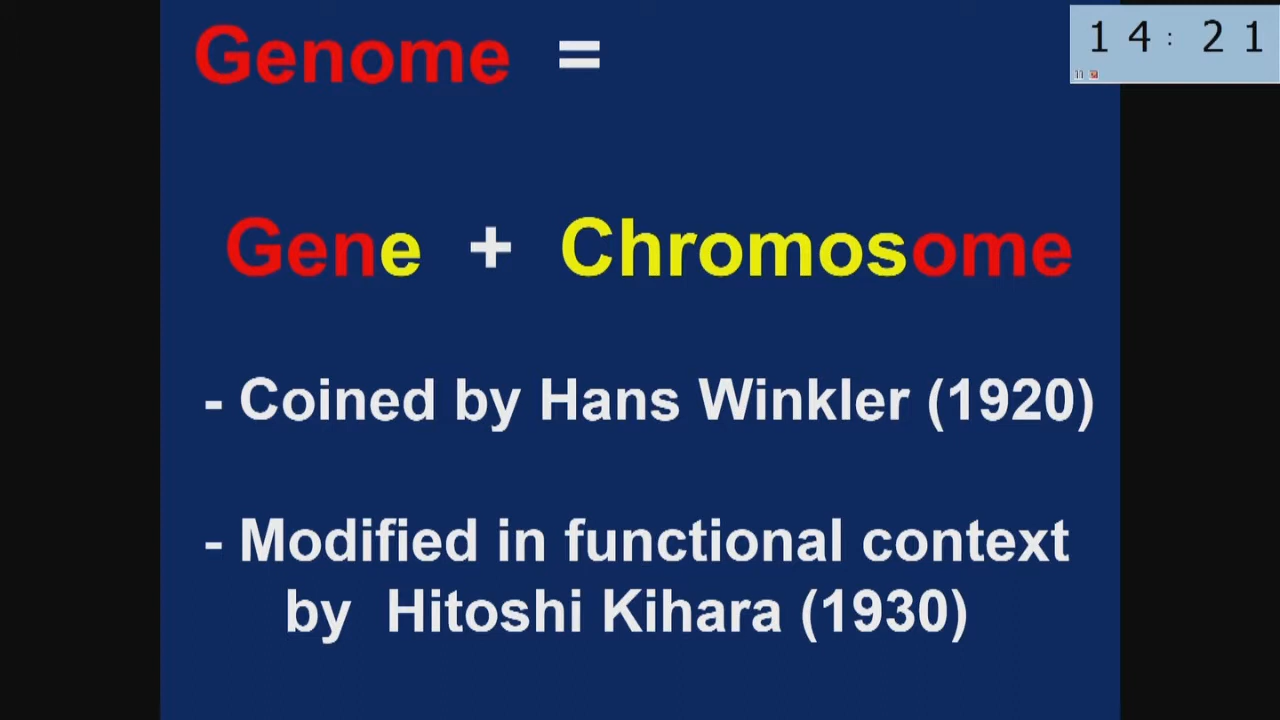 Genome =
14: 21
Gene + Chromosome
- Coined by Hans Winkler (1920)
- Modified in functional context
by Hitoshi Kihara (1930)